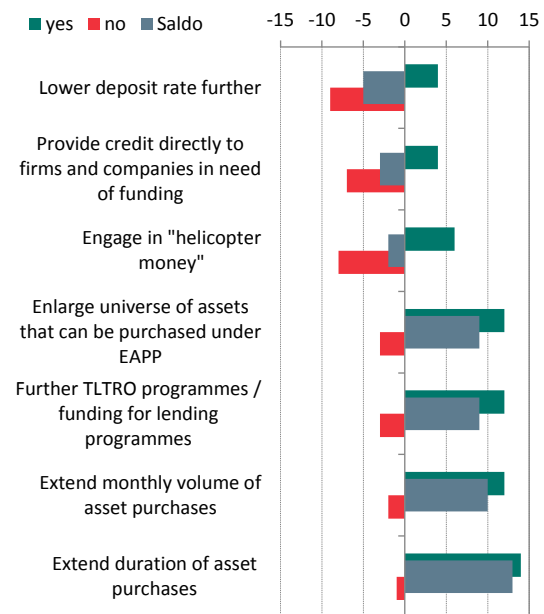 yes no Saldo
-15 -10 -5 0 5 10 15
Lower deposit rate further
Provide credit directly to
firms and companies in need
of funding
Engage in "helicopter
money"
Enlarge universe of assets
that can be purchased under
EAPP
Further TLTRO programmes /
funding for lending
programmes
Extend monthly volume of
asset purchases
Extend duration of asset
purchases